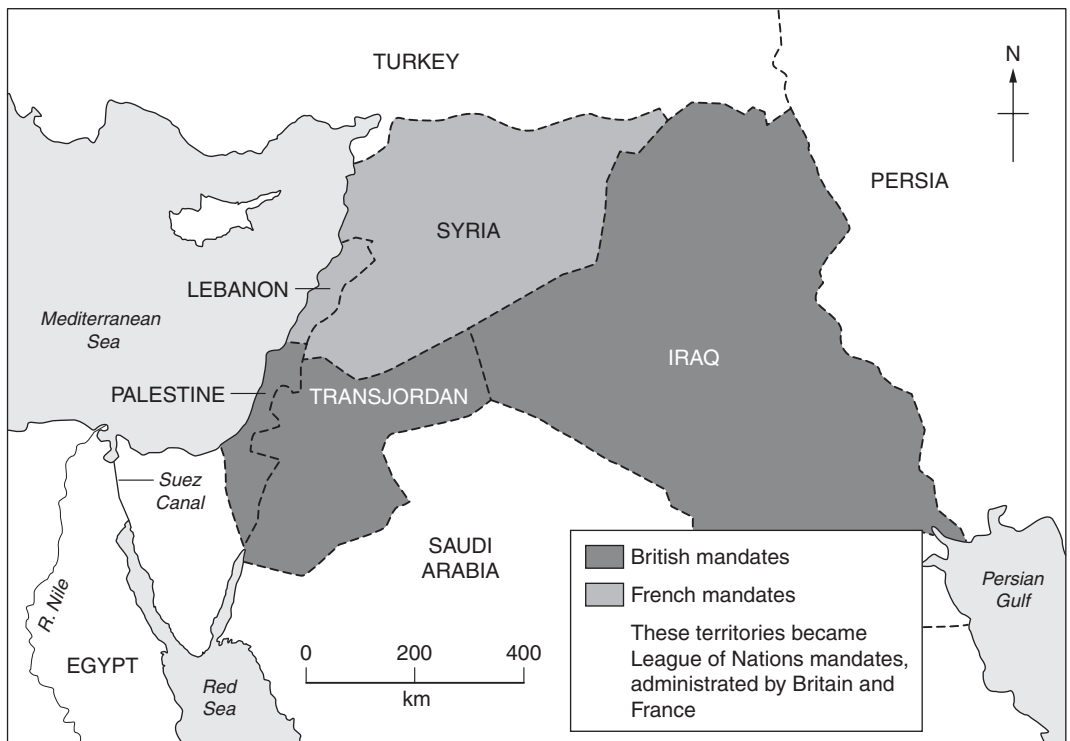 TURKEY
N
PERSIA
SYRIA
LEBANON
Mediterranean
Sea
IRAQ
PALESTINE
TRANSJORDAN
Suez
Canal
SAUDI
ARABIA
R. Nile
EGYPT
Red
Sea
0 200 400
km
Persian
Gulf
British mandates
French mandates
These territories became
League of Nations mandates,
administrated by Britain and
France